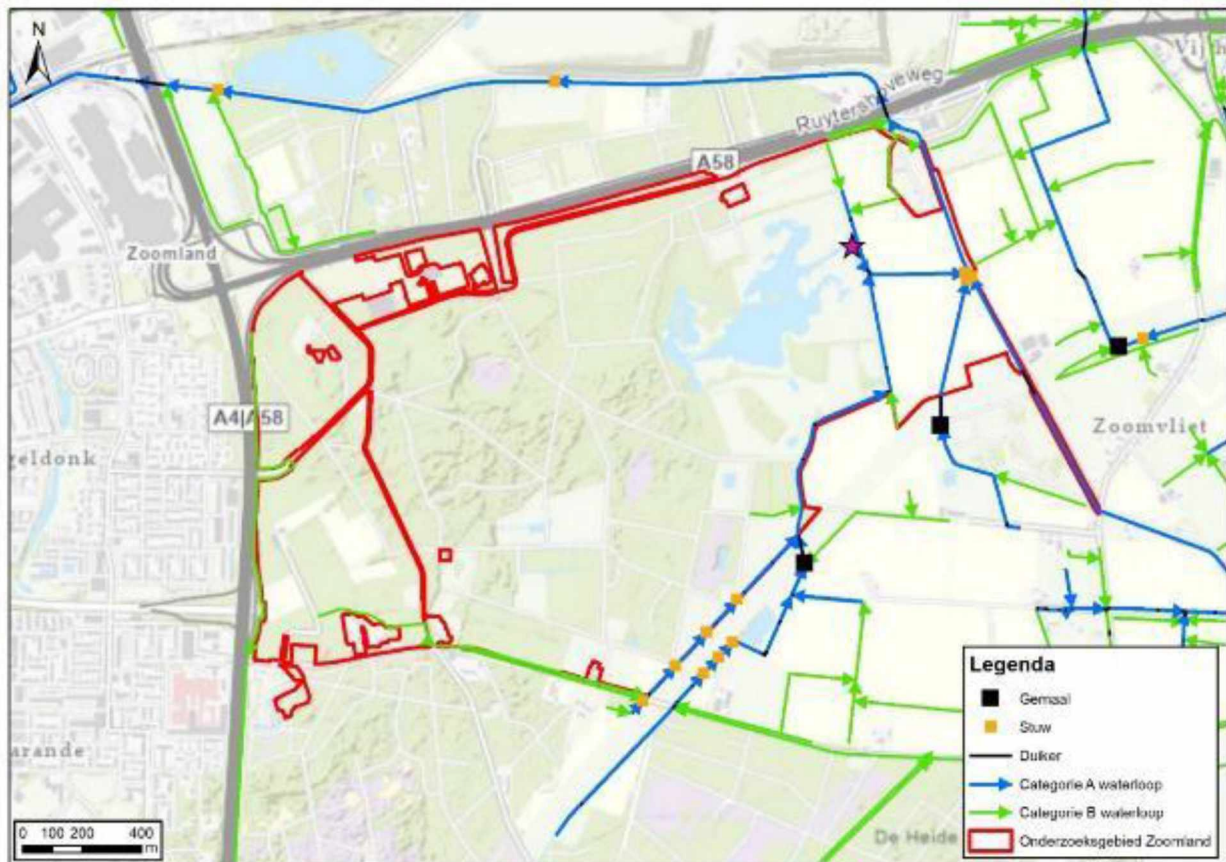 N
Ruytershoveweg
A58
Zoomland
A4|A58
geldonk
Zoomvliet
arande
De Heide
0 100 200 400
m
Legenda
Gemaal
Stuw
Duiker
Categorie A waterloop
Categorie B waterloop
Onderzoeksgebied Zoomland